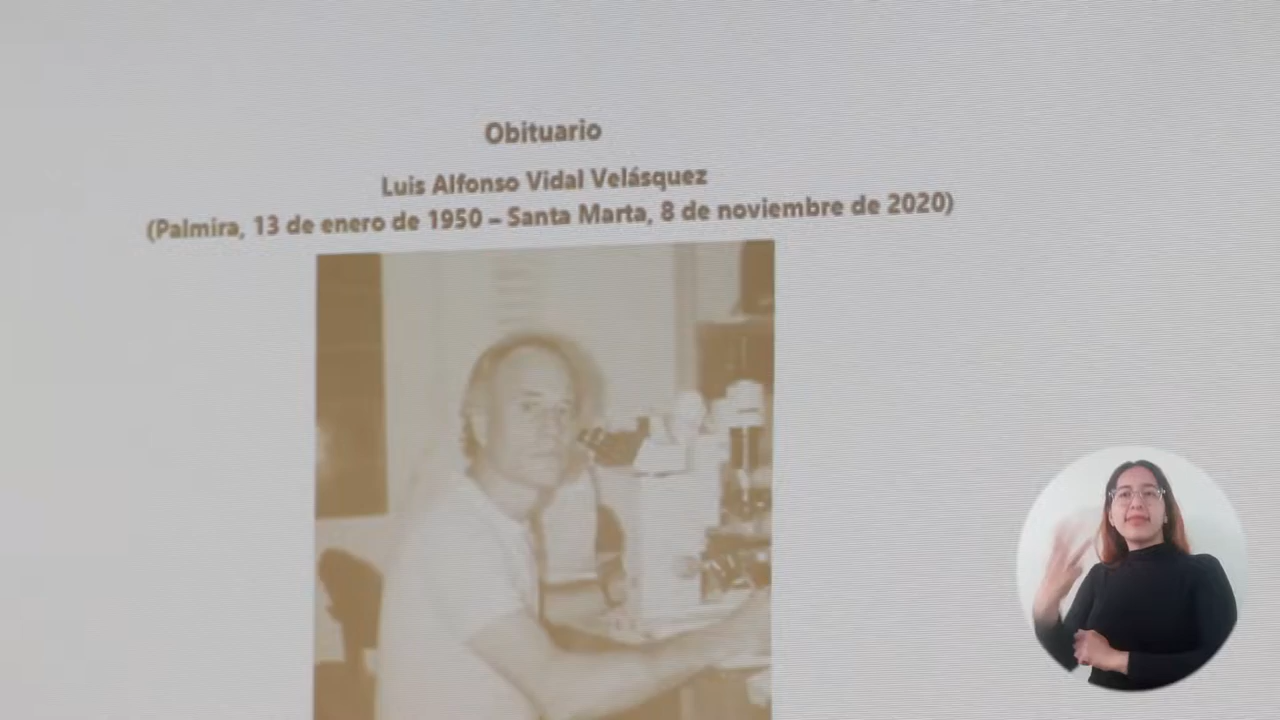 Obituario
Luis Alfonso Vidal Velásquez
(Palmira, 13 de enero de 1950 – Santa Marta, 8 de noviembre de 2020)